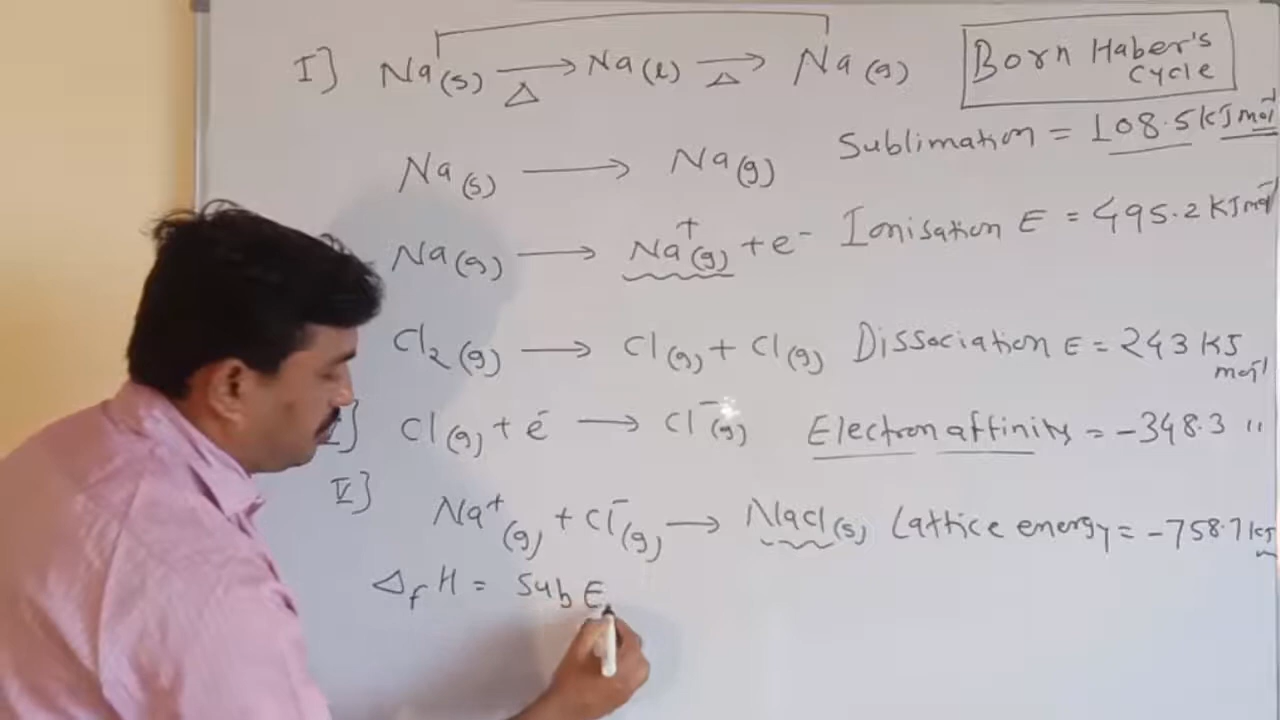 I] Na(s) →Δ Na(l) →Δ Na(g)
Born Haber's
cycle
Sublimation = 108.5 kJ mol⁻¹
Na(s) → Na(g)
Na(g) → Na⁺(g) + e⁻ Ionisation E = 495.2 kJ mol⁻¹
Cl₂(g) → Cl(g) + Cl(g) Dissociation E = 243 kJ
mol⁻¹
Cl(g) + e⁻ → Cl⁻(g) Electron affinity = -348.3 "
V] Na⁺(g) + Cl⁻(g) → NaCl(s) Lattice energy = -758.7 kJ
ΔfH = Sub E